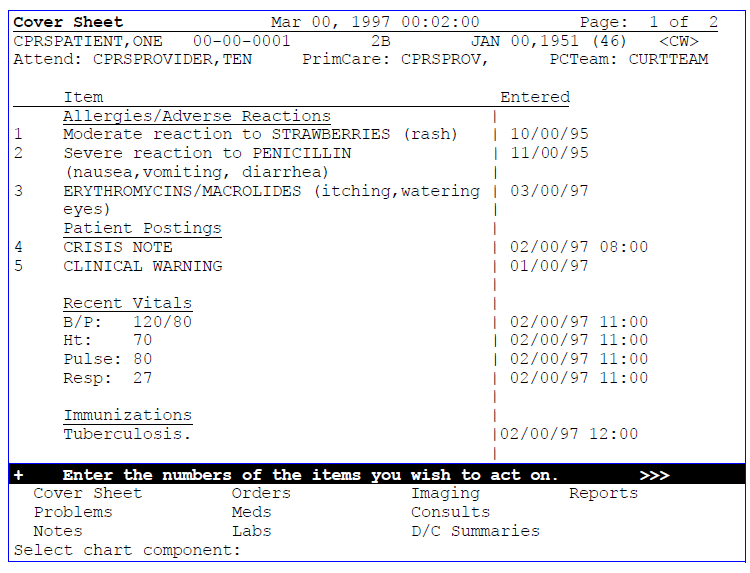 Cover Sheet Mar 00, 1997 00:02:00 Page: 1 of 2
CPRSPATIENT,ONE 00-00-0001 2B JAN 00,1951 (46) <CW>
Attend: CPRSPROVIDER,TEN PrimCare: CPRSPROV, PCTeam: CURTTEAM
Item Entered
Allergies/Adverse Reactions |
1 Moderate reaction to STRAWBERRIES (rash) | 10/00/95
2 Severe reaction to PENICILLIN | 11/00/95
(nausea,vomiting, diarrhea) |
3 ERYTHROMYCINS/MACROLIDES (itching,watering | 03/00/97
eyes) |
Patient Postings |
4 CRISIS NOTE | 02/00/97 08:00
5 CLINICAL WARNING | 01/00/97
|
Recent Vitals |
B/P: 120/80 | 02/00/97 11:00
Ht: 70 | 02/00/97 11:00
Pulse: 80 | 02/00/97 11:00
Resp: 27 | 02/00/97 11:00
|
Immunizations |
Tuberculosis. |02/00/97 12:00
|
+ Enter the numbers of the items you wish to act on. >>>
Cover Sheet Orders Imaging Reports
Problems Meds Consults
Notes Labs D/C Summaries
Select chart component: